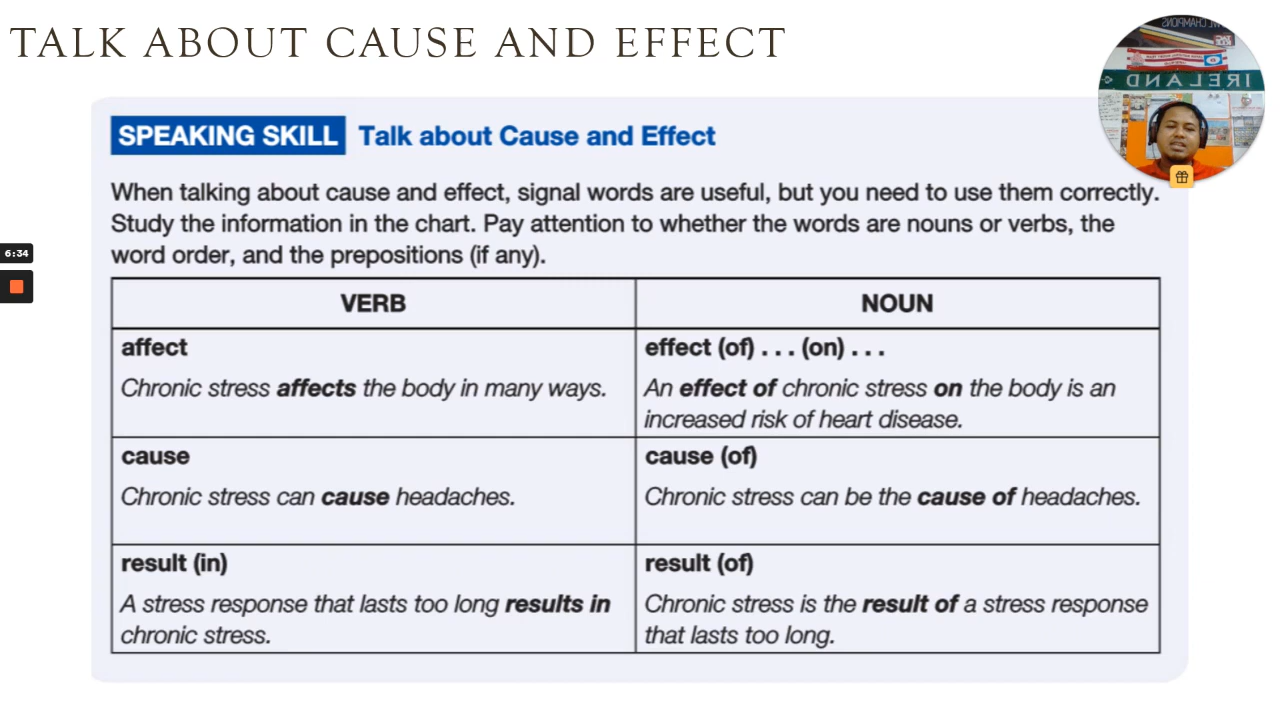 TALK ABOUT CAUSE AND EFFECT
IRELAND
SPEAKING SKILL Talk about Cause and Effect
When talking about cause and effect, signal words are useful, but you need to use them correctly.
Study the information in the chart. Pay attention to whether the words are nouns or verbs, the
word order, and the prepositions (if any).
6:34
VERB
NOUN
affect
Chronic stress affects the body in many ways.
effect (of) . . . (on) . . .
An effect of chronic stress on the body is an
increased risk of heart disease.
cause
Chronic stress can cause headaches.
cause (of)
Chronic stress can be the cause of headaches.
result (in)
A stress response that lasts too long results in
chronic stress.
result (of)
Chronic stress is the result of a stress response
that lasts too long.